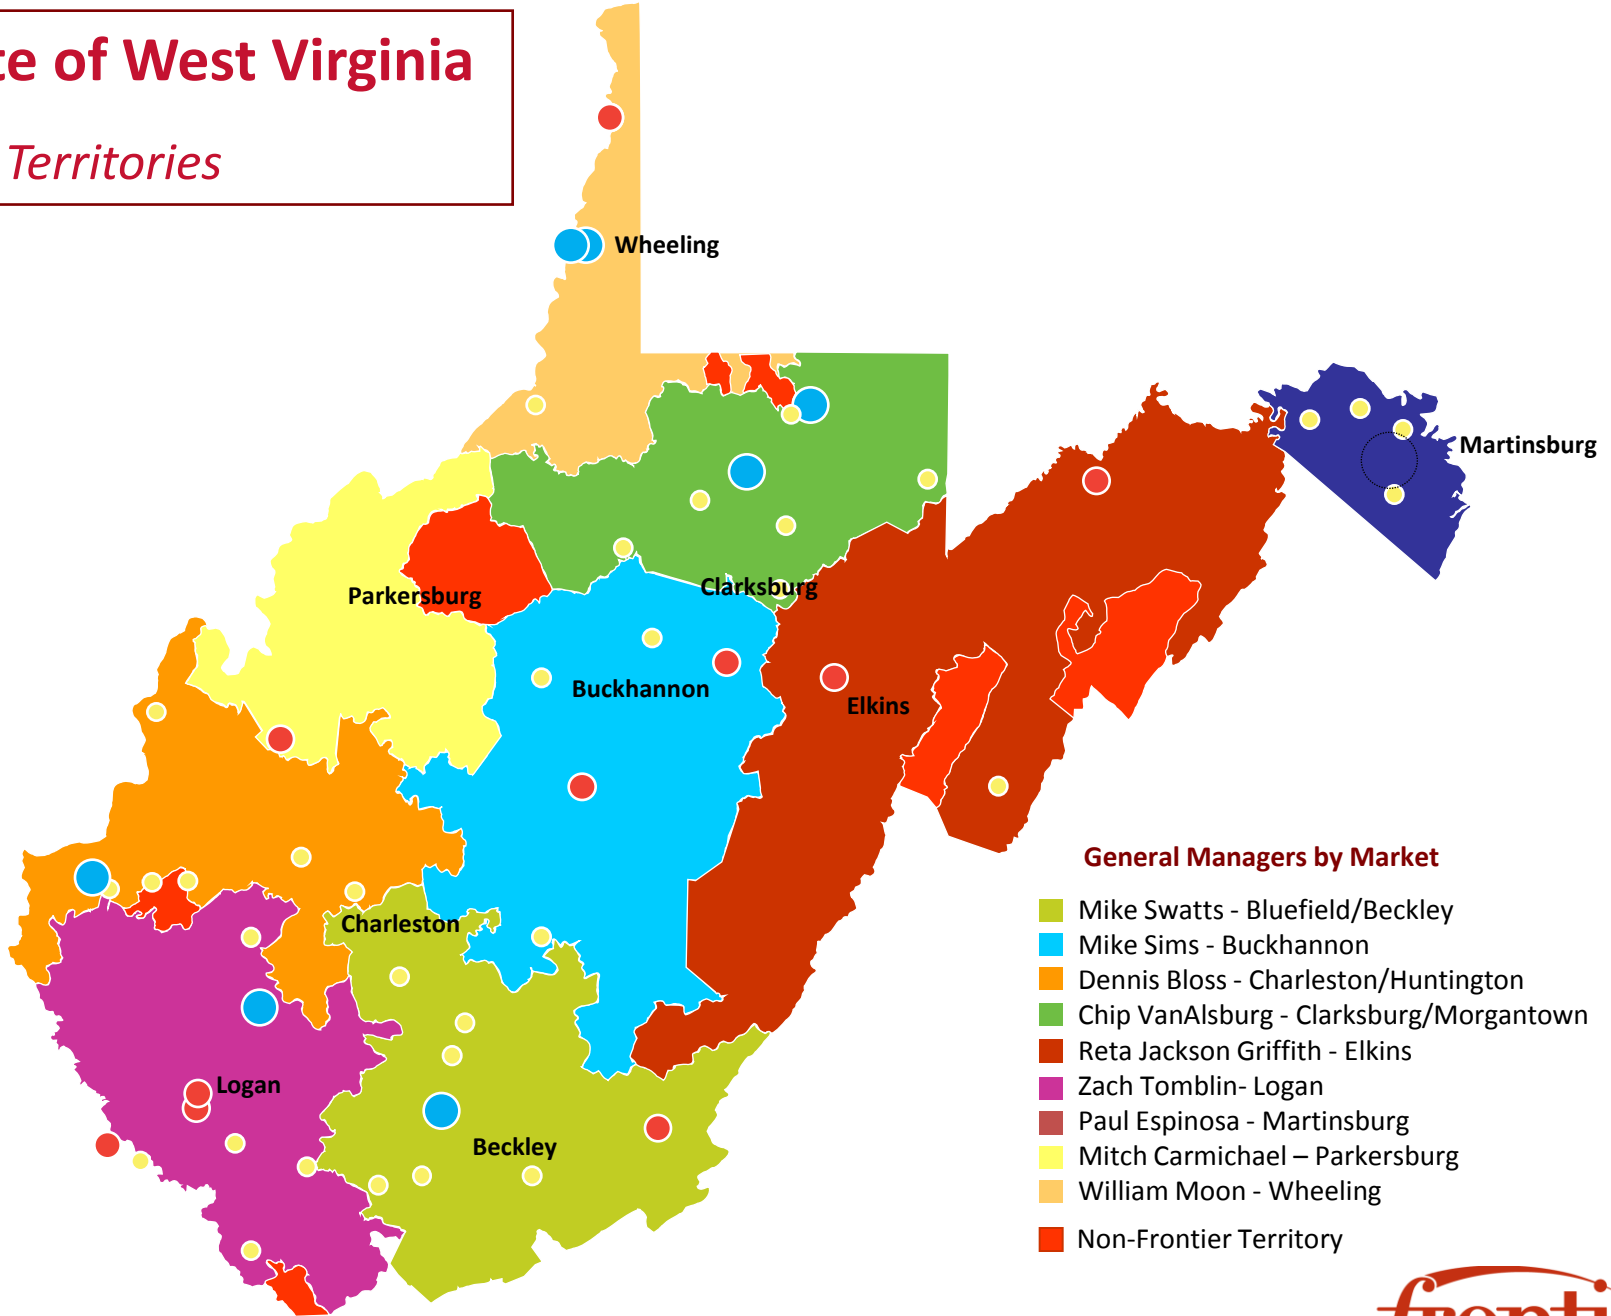 te of West Virginia
Territories
Wheeling
Martinsburg
Parkersburg
Clarksburg
Buckhannon
Elkins
Charleston
Logan
Beckley
General Managers by Market
Mike Swatts - Bluefield/Beckley
Mike Sims - Buckhannon
Dennis Bloss - Charleston/Huntington
Chip VanAlsburg - Clarksburg/Morgantown
Reta Jackson Griffith - Elkins
Zach Tomblin- Logan
Paul Espinosa - Martinsburg
Mitch Carmichael – Parkersburg
William Moon - Wheeling
Non-Frontier Territory